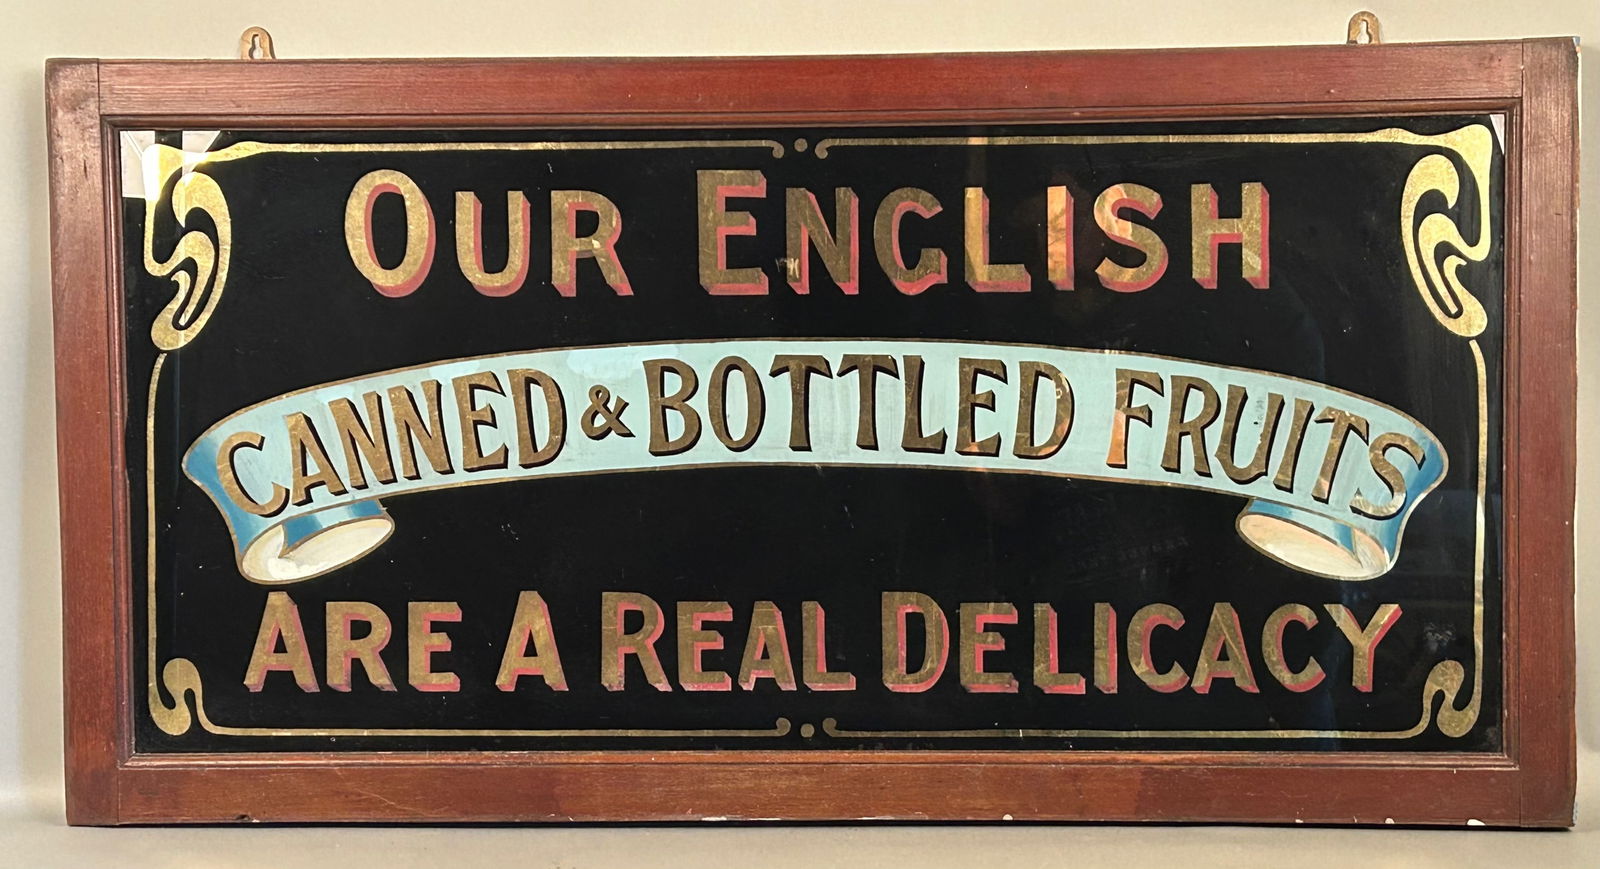 OUR ENGLISH
CANNED & BOTTLED FRUITS
ARE A REAL DELICACY